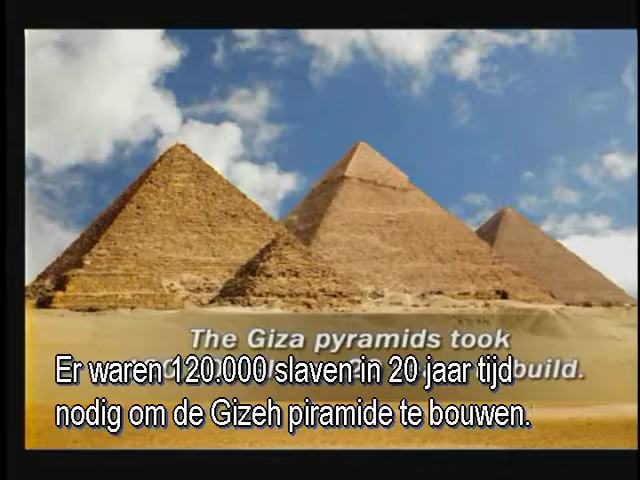 The Giza pyramids took
build.
Er waren 120.000 slaven in 20 jaar tijd
nodig om de Gizeh piramide te bouwen.